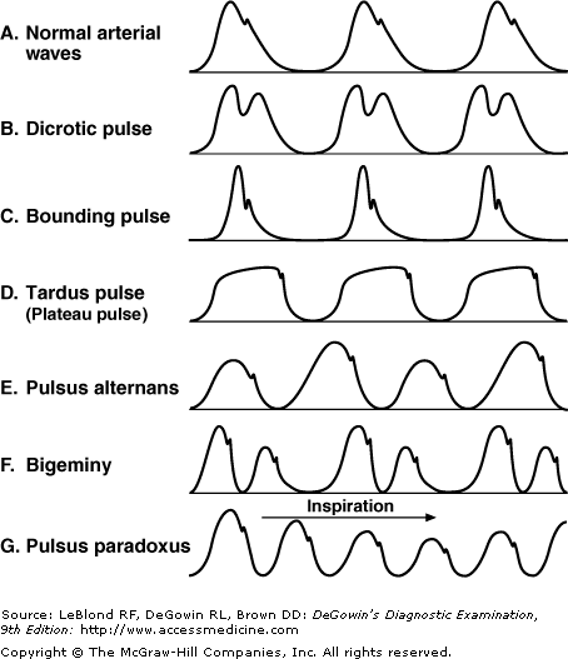 A. Normal arterial
waves
B. Dicrotic pulse
C. Bounding pulse
D. Tardus pulse
(Plateau pulse)
E. Pulsus alternans
F. Bigeminy
Inspiration
G. Pulsus paradoxus
Source: LeBlond RF, DeGowin RL, Brown DD: DeGowin's Diagnostic Examination,
9th Edition: http://www.accessmedicine.com
Copyright © The McGraw-Hill Companies, Inc. All rights reserved.